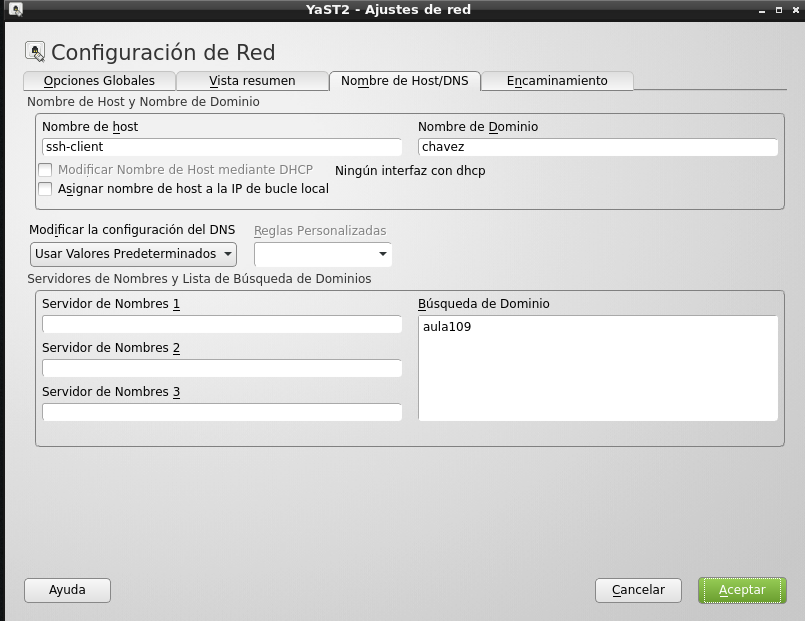 YaST2 - Ajustes de red
Configuración de Red
Opciones Globales
Vista resumen
Nombre de Host/DNS
Encaminamiento
Nombre de Host y Nombre de Dominio
Nombre de host
Nombre de Dominio
ssh-client
chavez
Modificar Nombre de Host mediante DHCP
Ningún interfaz con dhcp
Asignar nombre de host a la IP de bucle local
Modificar la configuración del DNS
Reglas Personalizadas
Usar Valores Predeterminados
Servidores de Nombres y Lista de Búsqueda de Dominios
Servidor de Nombres 1
Búsqueda de Dominio
aula109
Servidor de Nombres 2
Servidor de Nombres 3
Ayuda
Cancelar
Aceptar